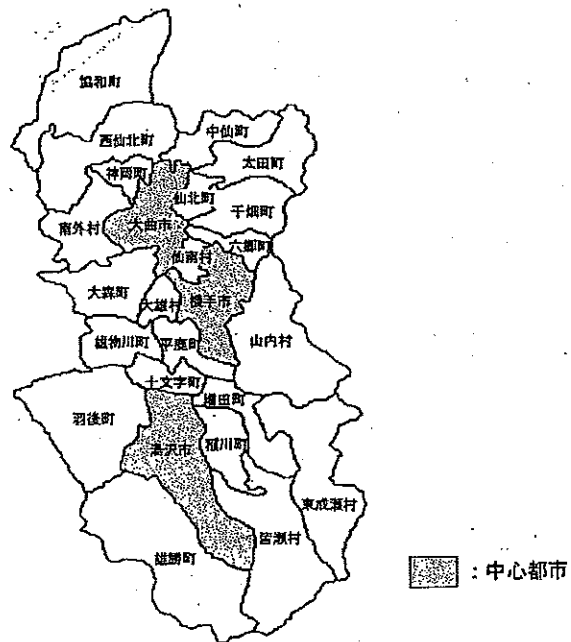 協和町
西仙北町
中仙町
神岡町
太田町
仙北町
千畑町
南外村
大曲市
六郷町
仙南村
大森町
大雄村
横手市
雄物川町
平鹿町
山内村
十文字町
増田町
羽後町
湯沢市
稲川町
東成瀬村
皆瀬村
雄勝町
：中心都市